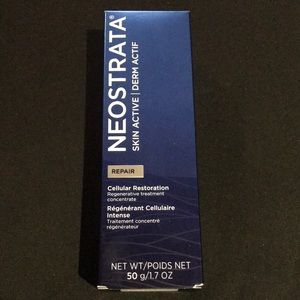 NEOSTRATA®
SKIN ACTIVE | DERM ACTIF
REPAIR
Cellular Restoration
Regenerative treatment
concentrate
Régénérant Cellulaire
Intense
Traitement concentré
régénérateur
NET WT/POIDS NET
50 g/1.7 OZ